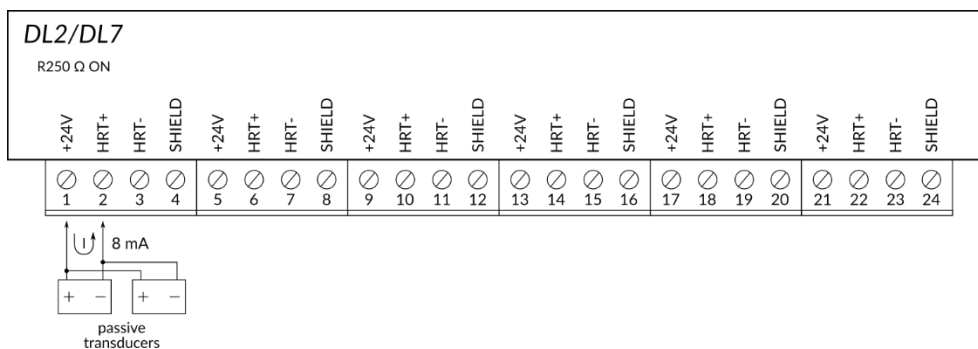 DL2/DL7
R250 Ω ON
+24V HRT+ HRT- SHIELD +24V HRT+ HRT- SHIELD +24V HRT+ HRT- SHIELD +24V HRT+ HRT- SHIELD +24V HRT+ HRT- SHIELD +24V HRT+ HRT- SHIELD
1 2 3 4 5 6 7 8 9 10 11 12 13 14 15 16 17 18 19 20 21 22 23 24
I 8 mA
+ − + −
passive
transducers